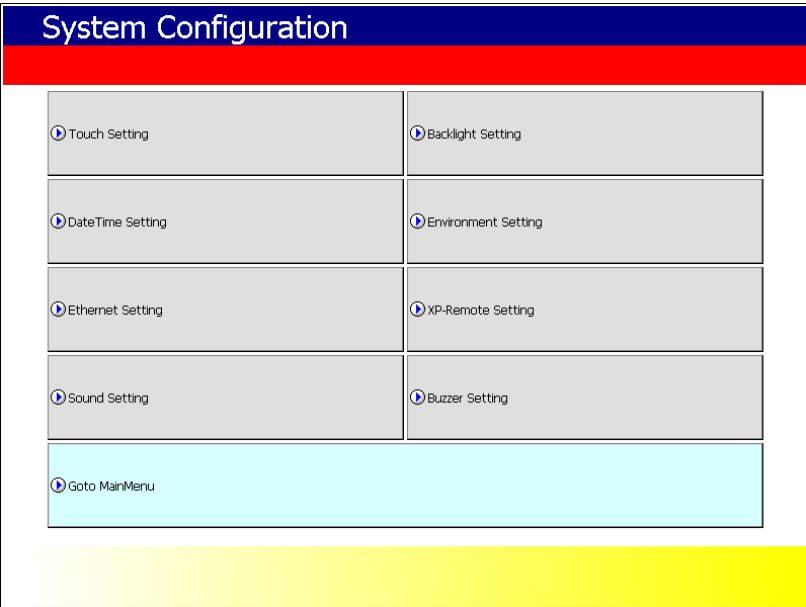 System Configuration
Touch Setting
Backlight Setting
DateTime Setting
Environment Setting
Ethernet Setting
XP-Remote Setting
Sound Setting
Buzzer Setting
Goto MainMenu